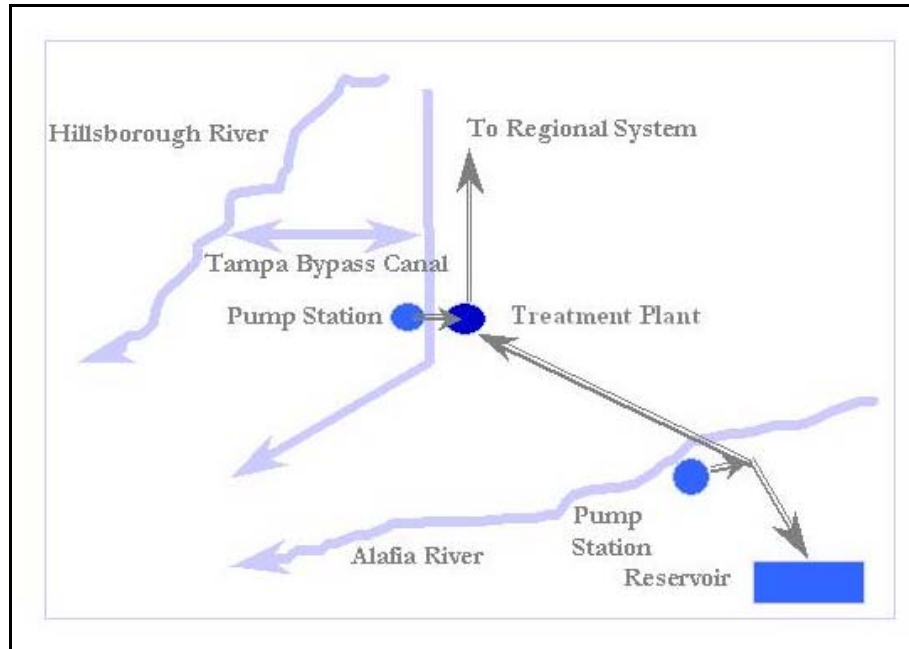 Hillsborough River
To Regional System
Tampa Bypass Canal
Pump Station
Treatment Plant
Pump
Station
Alafia River
Reservoir